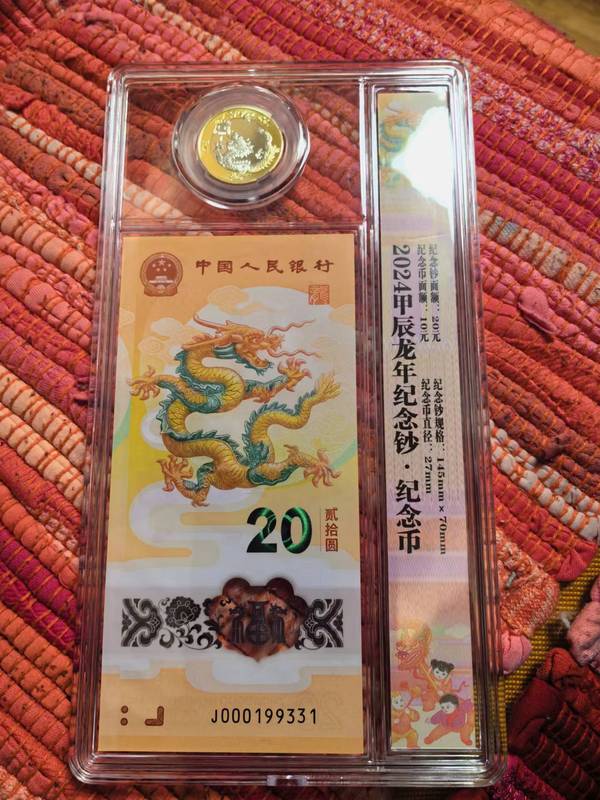 中国人民银行
20
贰拾圆
福
J000199331
纪念钞面额：20元
纪念币面额：10元
纪念钞规格：145mm×70mm
纪念币直径：27mm
2024甲辰龙年纪念钞·纪念币